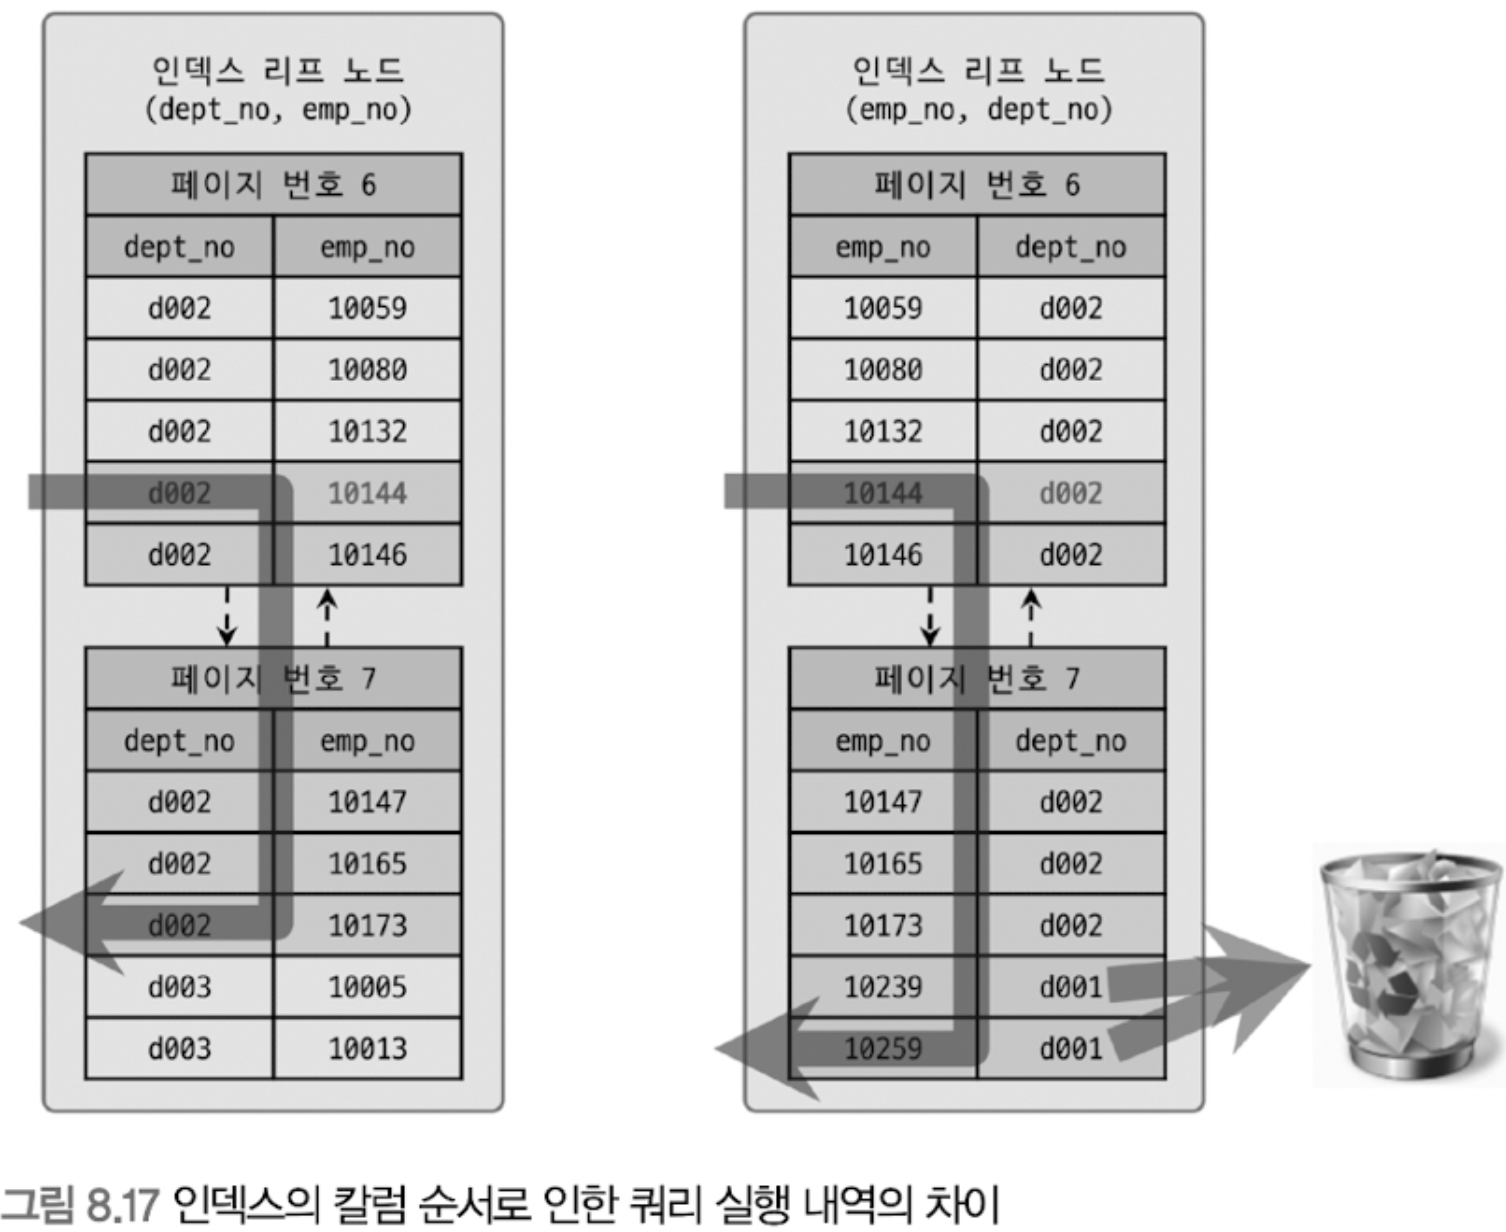 인덱스 리프 노드
(dept_no, emp_no)
페이지 번호 6
dept_no emp_no
d002 10059
d002 10080
d002 10132
d002 10144
d002 10146
페이지 번호 7
dept_no emp_no
d002 10147
d002 10165
d002 10173
d003 10005
d003 10013
인덱스 리프 노드
(emp_no, dept_no)
페이지 번호 6
emp_no dept_no
10059 d002
10080 d002
10132 d002
10144 d002
10146 d002
페이지 번호 7
emp_no dept_no
10147 d002
10165 d002
10173 d002
10239 d001
10259 d001
그림 8.17 인덱스의 칼럼 순서로 인한 쿼리 실행 내역의 차이